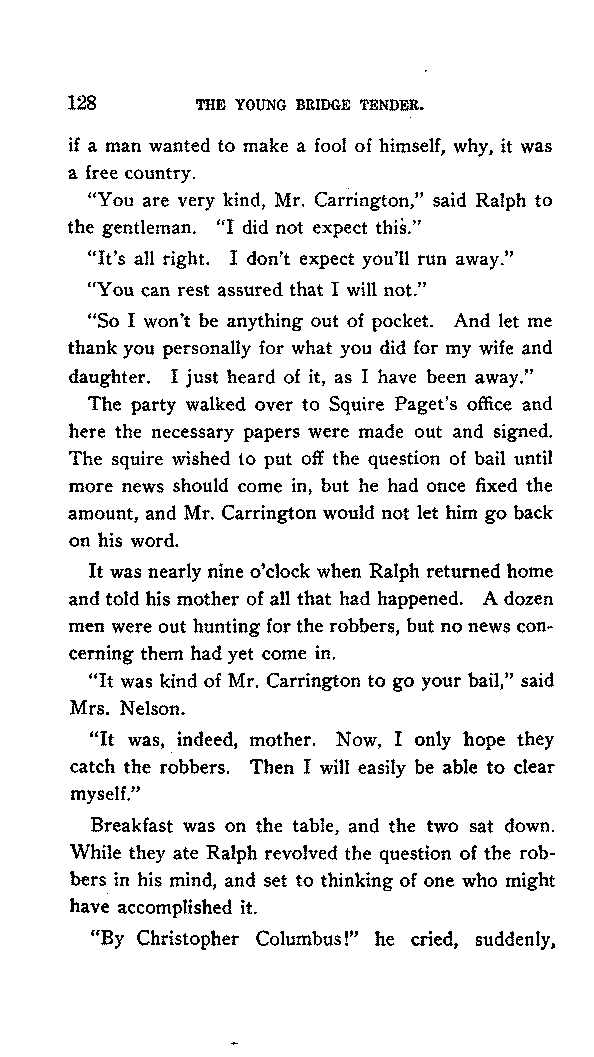 128 THE YOUNG BRIDGE TENDER.
if a man wanted to make a fool of himself, why, it was
a free country.
"You are very kind, Mr. Carrington," said Ralph to
the gentleman. "I did not expect this."
"It's all right. I don't expect you'll run away."
"You can rest assured that I will not."
"So I won't be anything out of pocket. And let me
thank you personally for what you did for my wife and
daughter. I just heard of it, as I have been away."
The party walked over to Squire Paget's office and
here the necessary papers were made out and signed.
The squire wished to put off the question of bail until
more news should come in, but he had once fixed the
amount, and Mr. Carrington would not let him go back
on his word.
It was nearly nine o'clock when Ralph returned home
and told his mother of all that had happened. A dozen
men were out hunting for the robbers, but no news con-
cerning them had yet come in.
"It was kind of Mr. Carrington to go your bail," said
Mrs. Nelson.
"It was, indeed, mother. Now, I only hope they
catch the robbers. Then I will easily be able to clear
myself."
Breakfast was on the table, and the two sat down.
While they ate Ralph revolved the question of the rob-
bers in his mind, and set to thinking of one who might
have accomplished it.
"By Christopher Columbus!" he cried, suddenly,